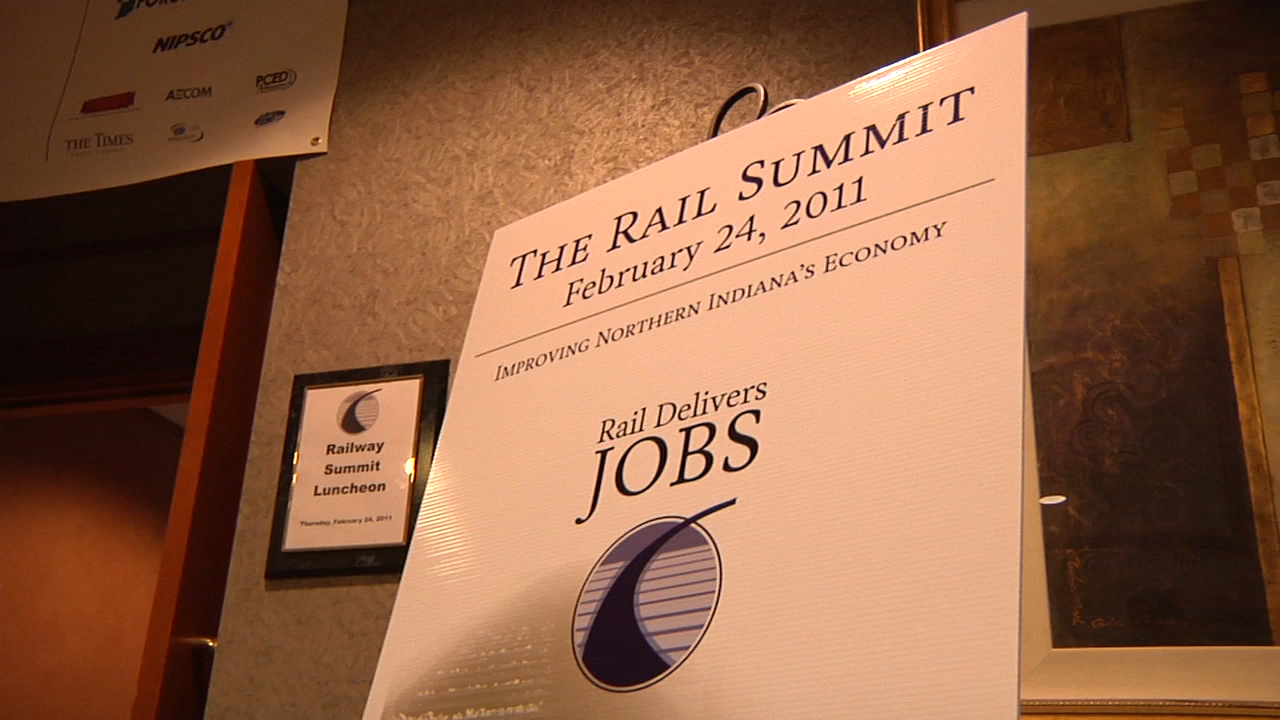 NIPSCO
AECOM
PCED
THE TIMES
THE RAIL SUMMIT
February 24, 2011
IMPROVING NORTHERN INDIANA'S ECONOMY
Rail Delivers
JOBS
Railway
Summit
Luncheon
Thursday, February 24, 2011